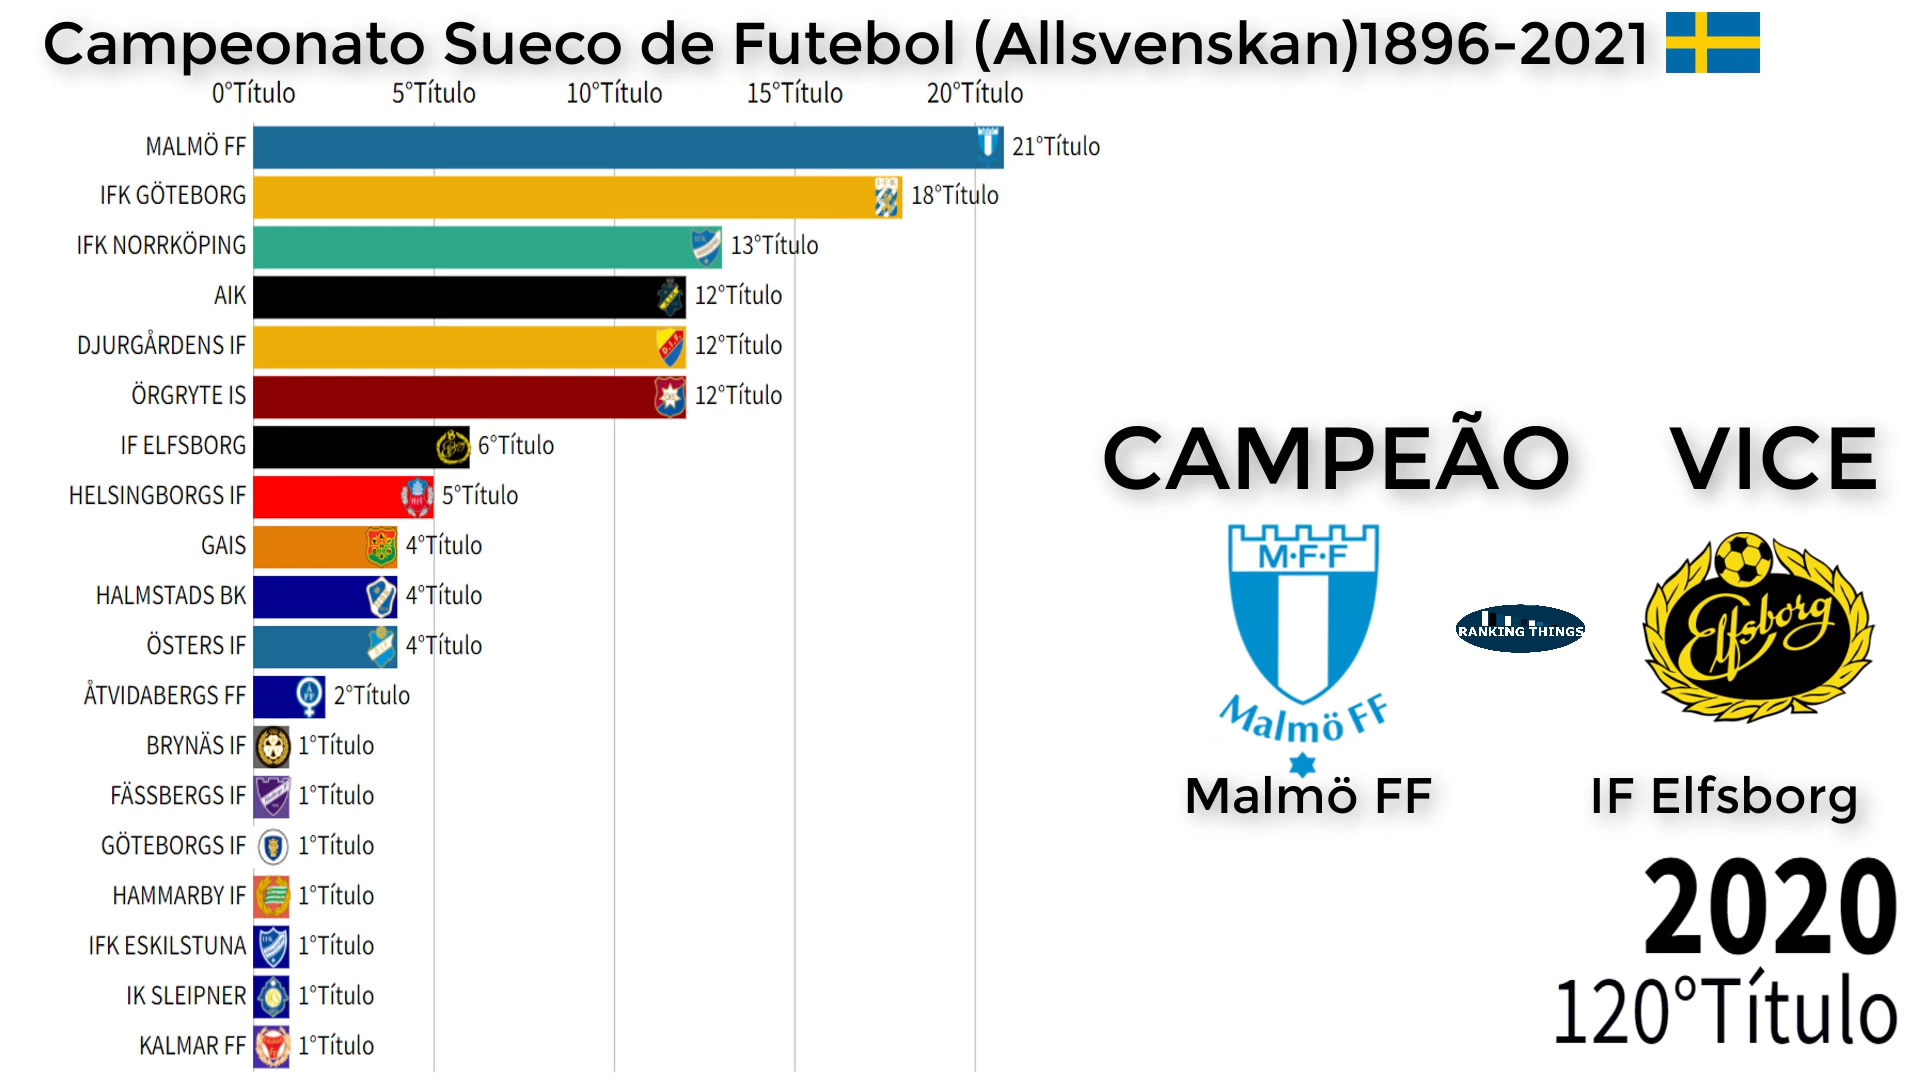 Campeonato Sueco de Futebol (Allsvenskan)1896-2021
0°Título 5°Título 10°Título 15°Título 20°Título
MALMÖ FF 21°Título
IFK GÖTEBORG 18°Título
IFK NORRKÖPING 13°Título
AIK 12°Título
DJURGÅRDENS IF 12°Título
ÖRGRYTE IS 12°Título
IF ELFSBORG 6°Título
HELSINGBORGS IF 5°Título
GAIS 4°Título
HALMSTADS BK 4°Título
ÖSTERS IF 4°Título
ÅTVIDABERGS FF 2°Título
BRYNÄS IF 1°Título
FÄSSBERGS IF 1°Título
GÖTEBORGS IF 1°Título
HAMMARBY IF 1°Título
IFK ESKILSTUNA 1°Título
IK SLEIPNER 1°Título
KALMAR FF 1°Título
CAMPEÃO VICE
M·F·F
Malmö FF
RANKING THINGS
Elfsborg
Malmö FF IF Elfsborg
2020
120°Título